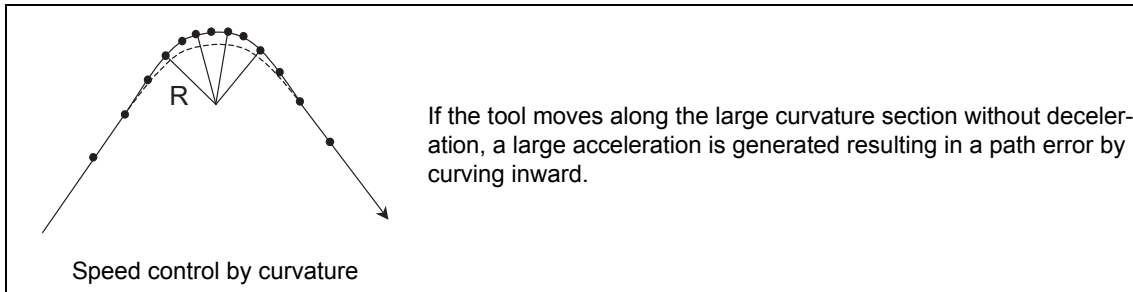 R
If the tool moves along the large curvature section without deceler-
ation, a large acceleration is generated resulting in a path error by
curving inward.
Speed control by curvature